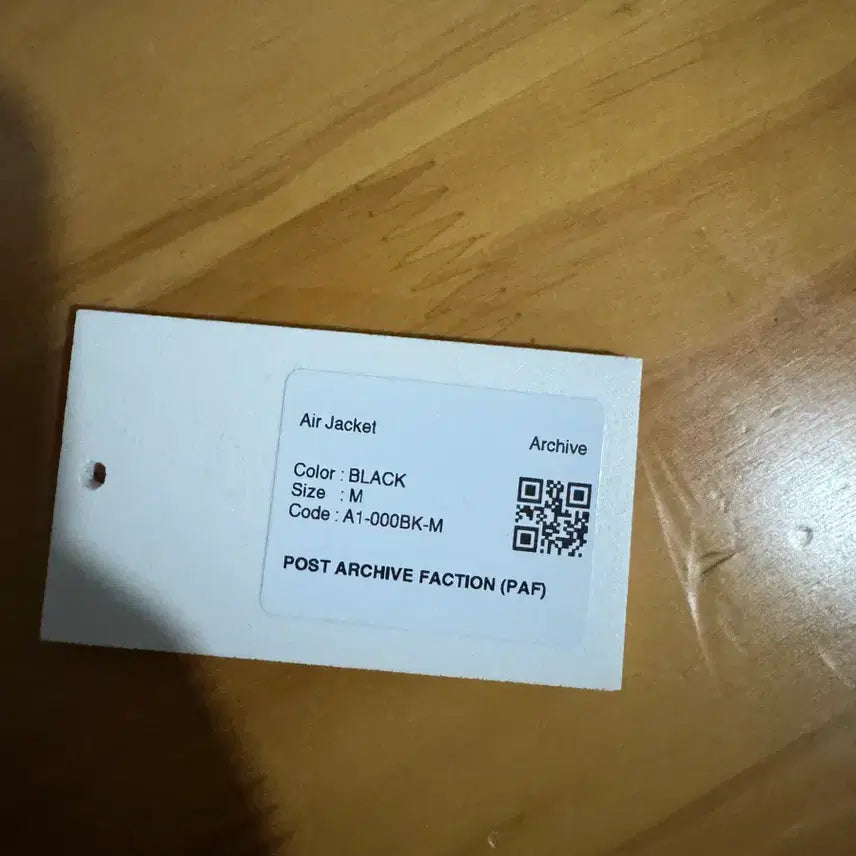 Air Jacket
Archive
Color : BLACK
Size : M
Code : A1-000BK-M
POST ARCHIVE FACTION (PAF)